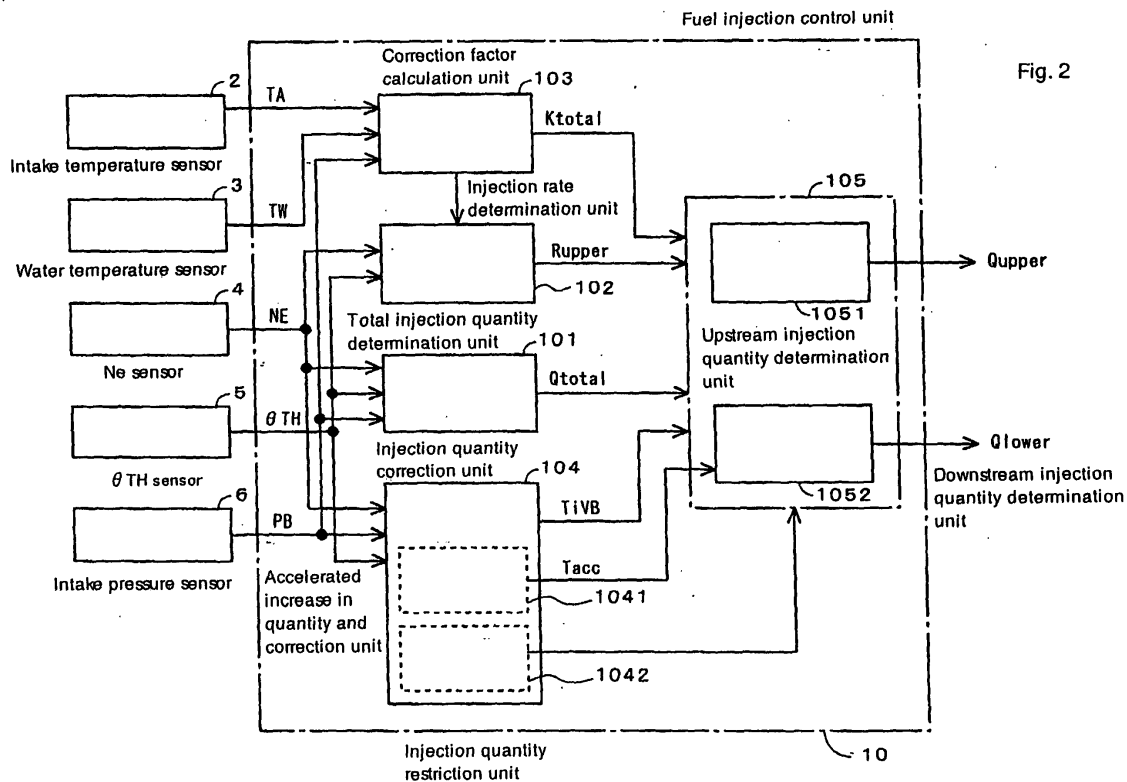 Fuel injection control unit
Fig. 2
Correction factor
calculation unit
103
2
TA
Ktotal
Intake temperature sensor
Injection rate
determination unit
105
3
TW
Rupper
102
Qupper
1051
Water temperature sensor
4
NE
Total injection quantity
determination unit
101
Upstream injection
quantity determination
unit
Ne sensor
Qtotal
5
θ TH
Injection quantity
correction unit
104
Qlower
1052
Downstream injection
quantity determination
unit
θ TH sensor
6
PB
TiVB
Intake pressure sensor
Accelerated
increase in
quantity and
correction unit
Tacc
1041
1042
Injection quantity
restriction unit
10